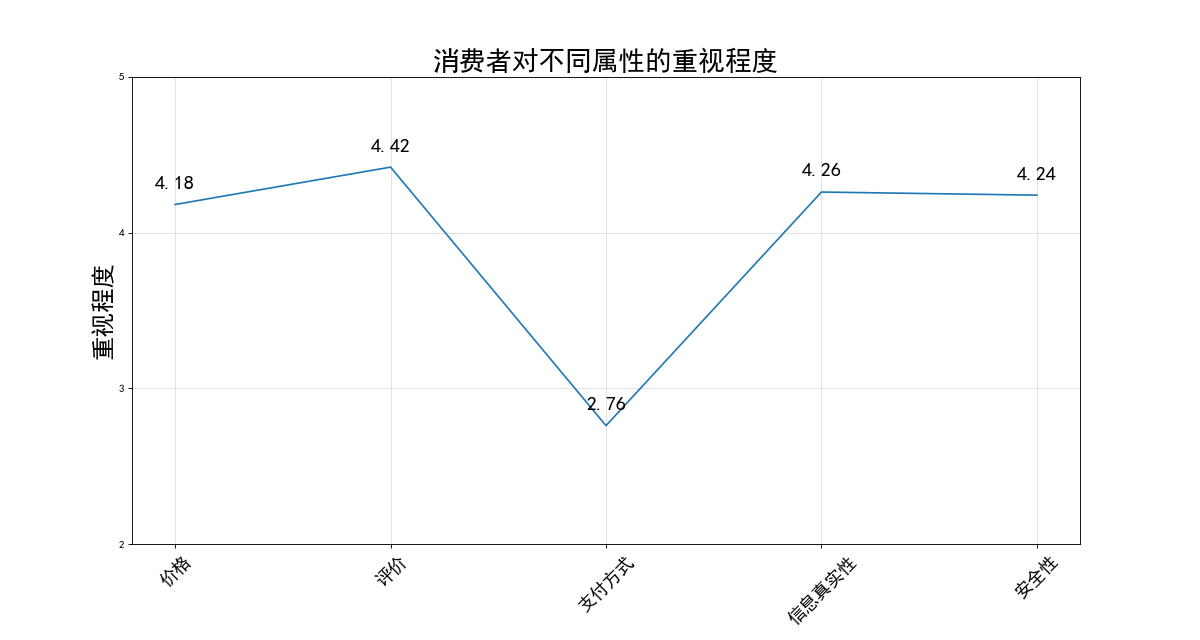 消费者对不同属性的重视程度
重视程度
5
4
3
2
4.18
4.42
2.76
4.26
4.24
价格
评价
支付方式
信息真实性
安全性